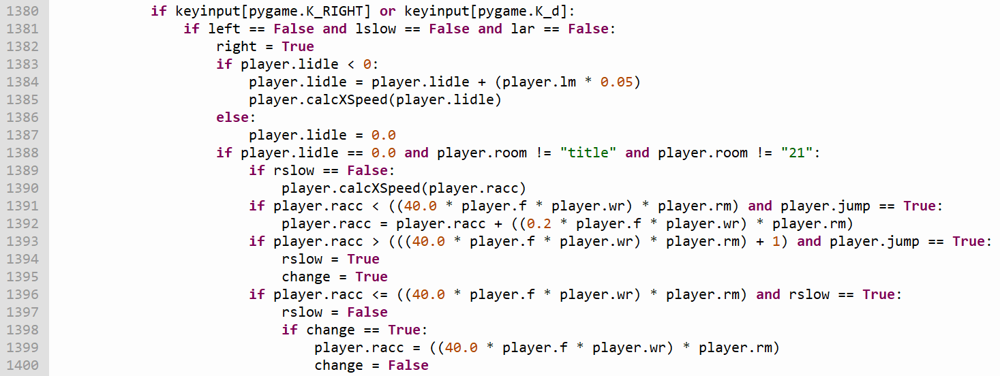 1380 if keyinput[pygame.K_RIGHT] or keyinput[pygame.K_d]:
1381 if left == False and lslow == False and lar == False:
1382 right = True
1383 if player.lidle < 0:
1384 player.lidle = player.lidle + (player.lm * 0.05)
1385 player.calcXSpeed(player.lidle)
1386 else:
1387 player.lidle = 0.0
1388 if player.lidle == 0.0 and player.room != "title" and player.room != "21":
1389 if rslow == False:
1390 player.calcXSpeed(player.racc)
1391 if player.racc < ((40.0 * player.f * player.wr) * player.rm) and player.jump == True:
1392 player.racc = player.racc + ((0.2 * player.f * player.wr) * player.rm)
1393 if player.racc > (((40.0 * player.f * player.wr) * player.rm) + 1) and player.jump == True:
1394 rslow = True
1395 change = True
1396 if player.racc <= ((40.0 * player.f * player.wr) * player.rm) and rslow == True:
1397 rslow = False
1398 if change == True:
1399 player.racc = ((40.0 * player.f * player.wr) * player.rm)
1400 change = False